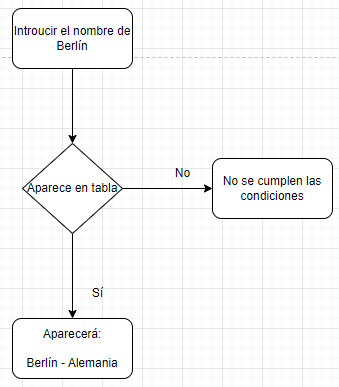 Introucir el nombre de
Berlín
Aparece en tabla
No
No se cumplen las
condiciones
Sí
Aparecerá:
Berlín - Alemania